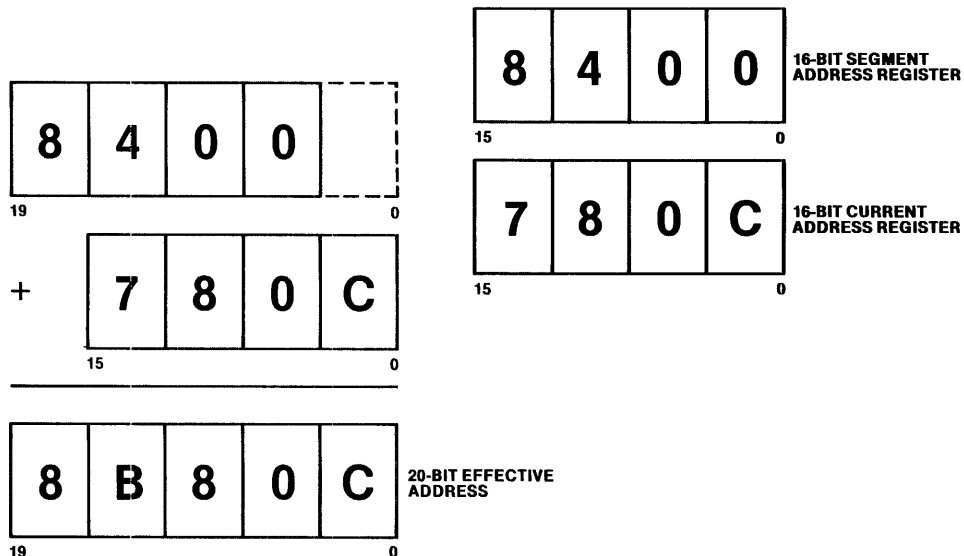 8 4 0 0
19 0
+ 7 8 0 C
15 0
8 B 8 0 C
20-BIT EFFECTIVE
ADDRESS
19 0
8 4 0 0
16-BIT SEGMENT
ADDRESS REGISTER
15 0
7 8 0 C
16-BIT CURRENT
ADDRESS REGISTER
15 0